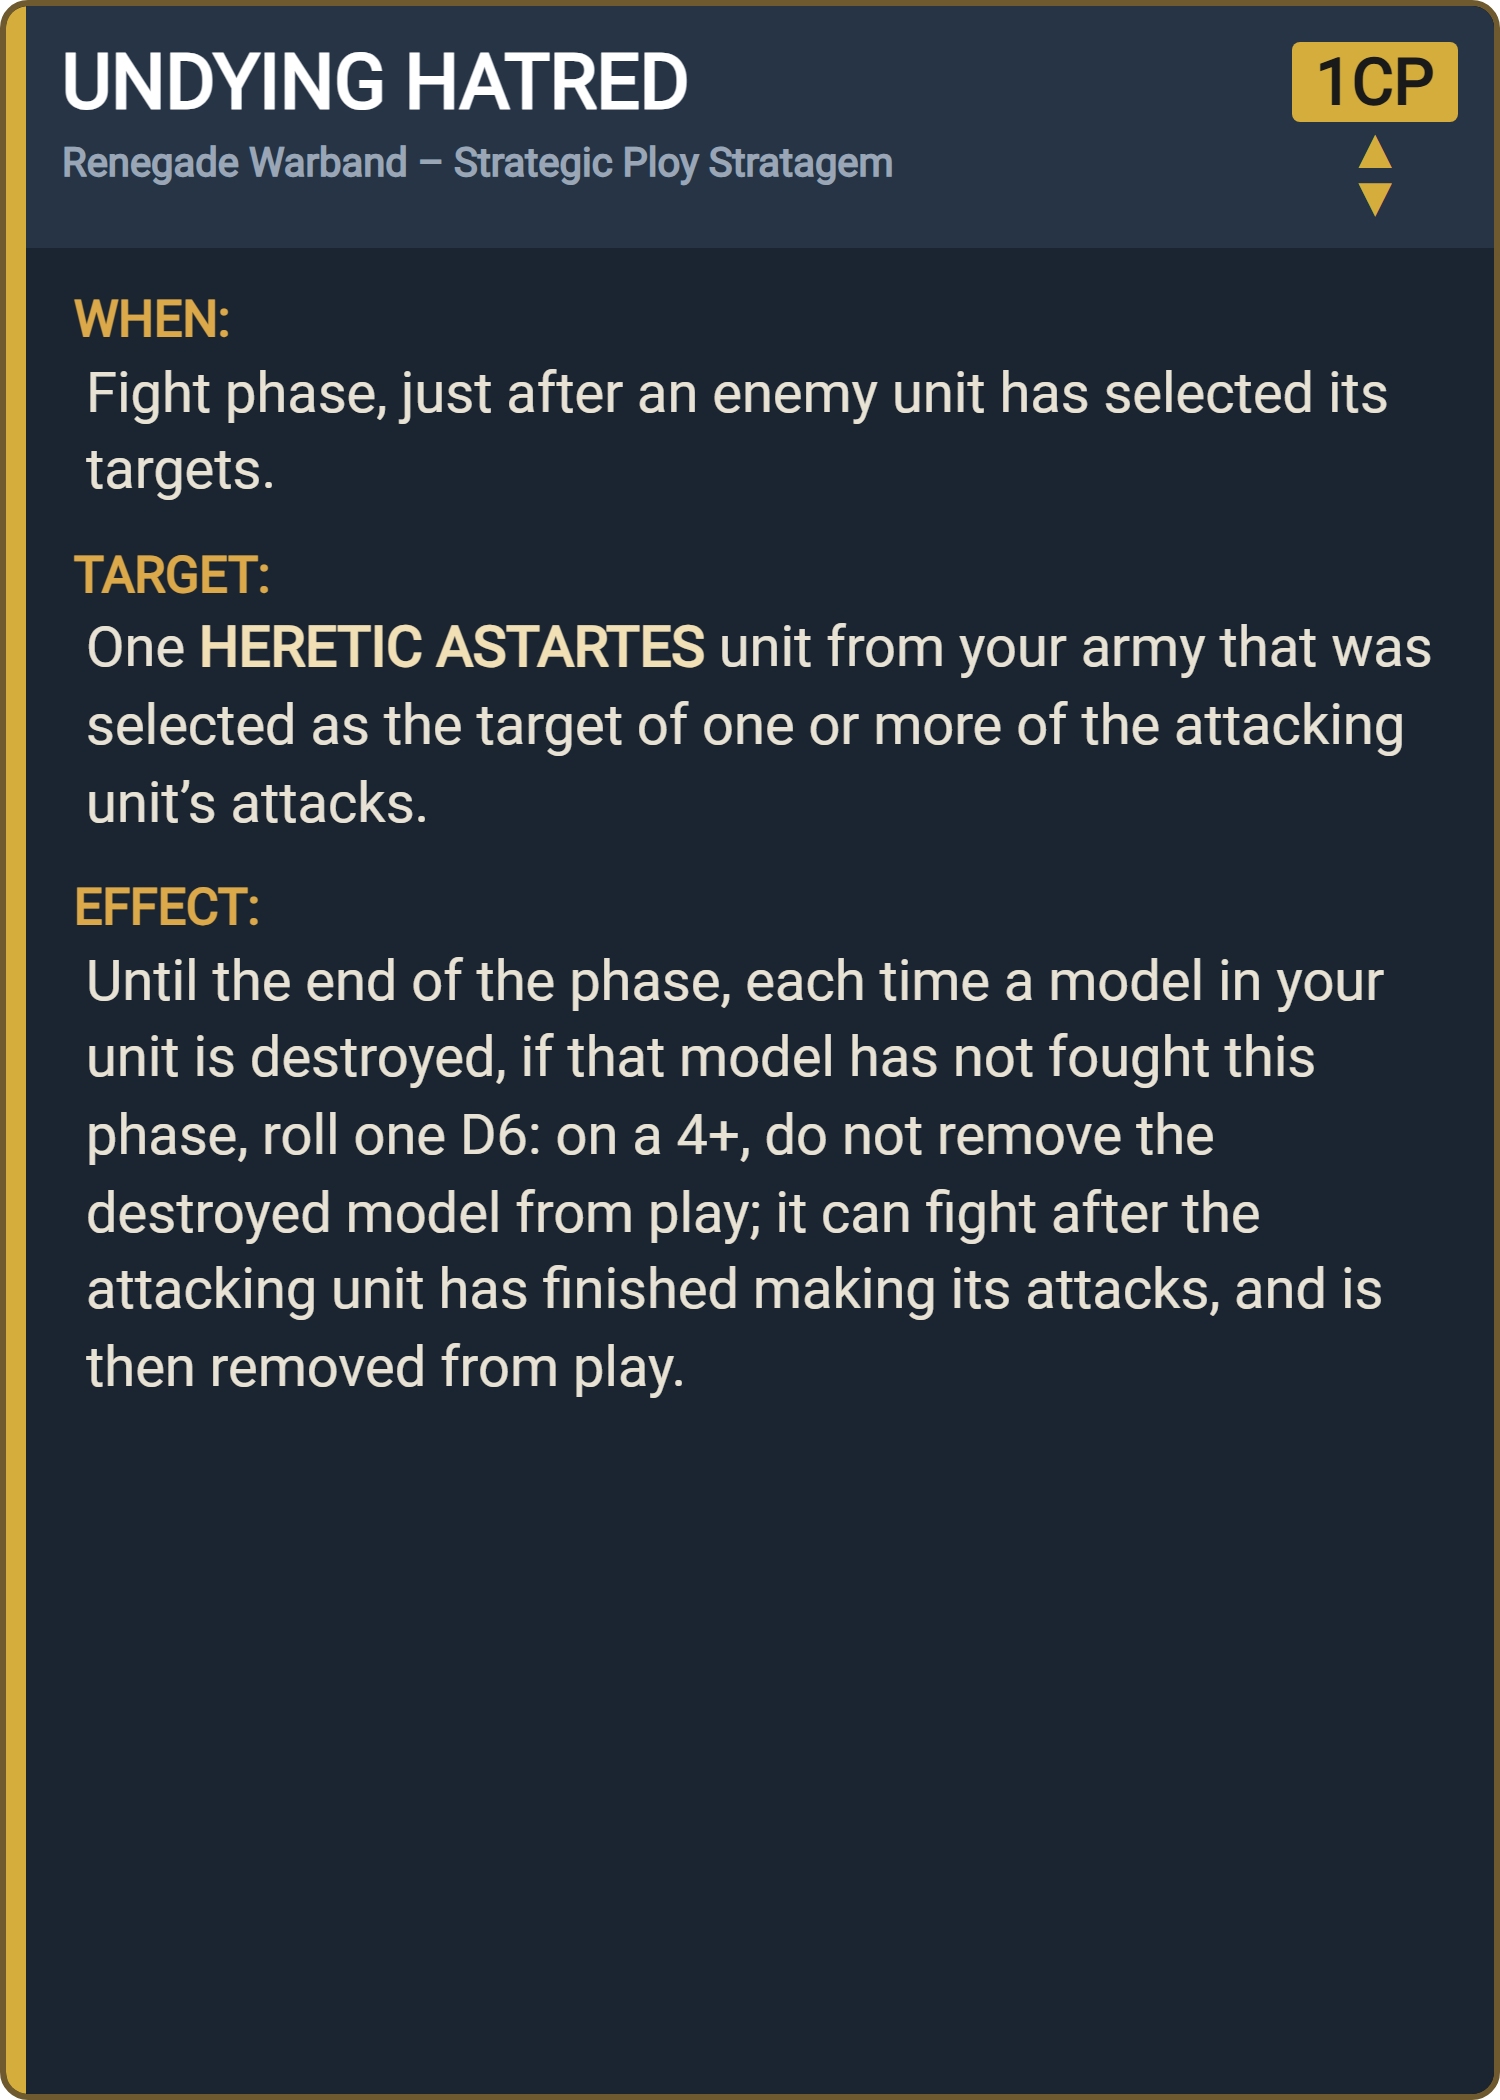 UNDYING HATRED
1CP
Renegade Warband – Strategic Ploy Stratagem
▲
▼
WHEN:
Fight phase, just after an enemy unit has selected its
targets.
TARGET:
One HERETIC ASTARTES unit from your army that was
selected as the target of one or more of the attacking
unit’s attacks.
EFFECT:
Until the end of the phase, each time a model in your
unit is destroyed, if that model has not fought this
phase, roll one D6: on a 4+, do not remove the
destroyed model from play; it can fight after the
attacking unit has finished making its attacks, and is
then removed from play.